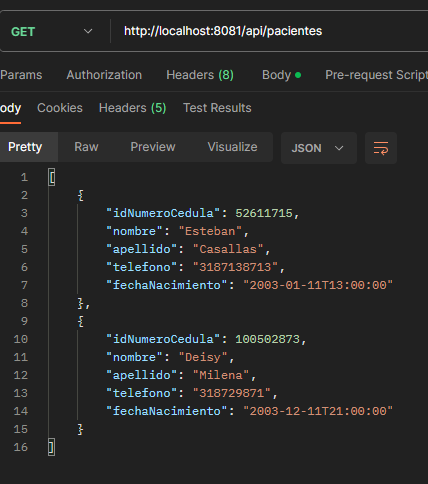 GET http://localhost:8081/api/pacientes
Params Authorization Headers (8) Body Pre-request Script
ody Cookies Headers (5) Test Results
Pretty Raw Preview Visualize JSON
1 [
2 {
3 "idNumeroCedula": 52611715,
4 "nombre": "Esteban",
5 "apellido": "Casallas",
6 "telefono": "3187138713",
7 "fechaNacimiento": "2003-01-11T13:00:00"
8 },
9 {
10 "idNumeroCedula": 100502873,
11 "nombre": "Deisy",
12 "apellido": "Milena",
13 "telefono": "318729871",
14 "fechaNacimiento": "2003-12-11T21:00:00"
15 }
16 ]